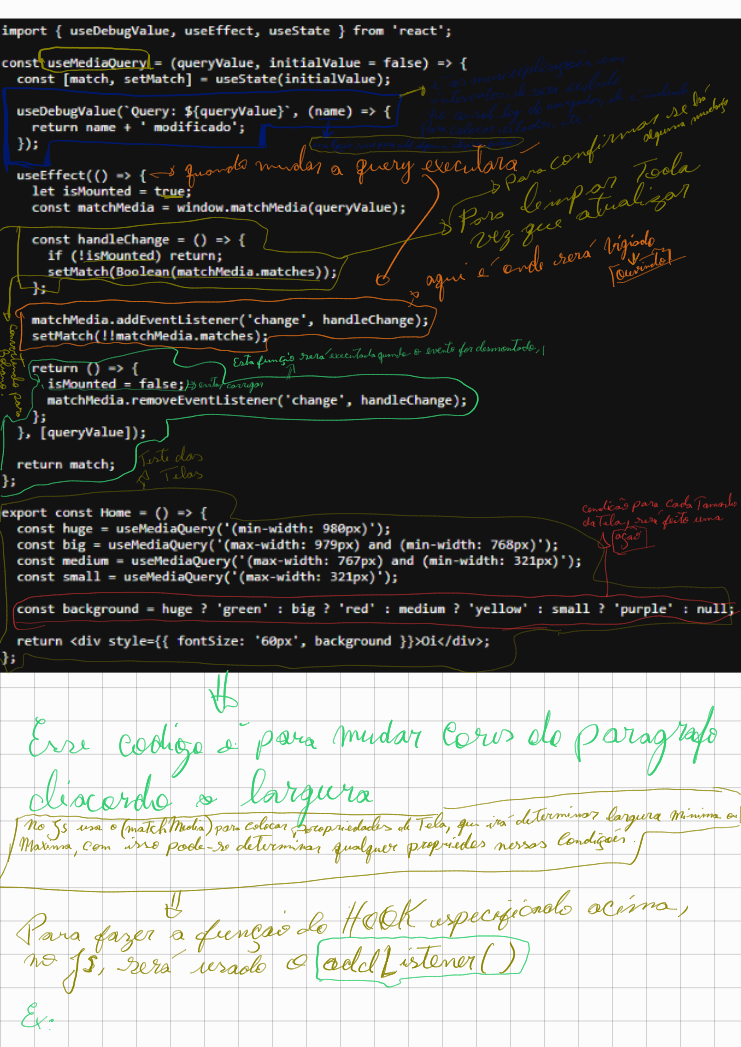 import { useDebugValue, useEffect, useState } from 'react';
const useMediaQuery = (queryValue, initialValue = false) => {
const [match, setMatch] = useState(initialValue);
useDebugValue(`Query: ${queryValue}`, (name) => {
return name + ' modificado';
});
Para confirmar se há
alguma mudança
useEffect(() => {
quando mudar a query executará
let isMounted = true;
const matchMedia = window.matchMedia(queryValue);
Para limpar Toda
vez que atualizar
const handleChange = () => {
if (!isMounted) return;
setMatch(Boolean(matchMedia.matches));
};
aqui é onde será vigiado
(ouvindo)
matchMedia.addEventListener('change', handleChange);
setMatch(!!matchMedia.matches);
Esta função será executada quando o evento for desmontado,
return () => {
isMounted = false;
matchMedia.removeEventListener('change', handleChange);
};
}, [queryValue]);
Teste das
Telas
return match;
};
export const Home = () => {
condição para Cada Tamanho
da Tela, será feito uma
ação
const huge = useMediaQuery('(min-width: 980px)');
const big = useMediaQuery('(max-width: 979px) and (min-width: 768px)');
const medium = useMediaQuery('(max-width: 767px) and (min-width: 321px)');
const small = useMediaQuery('(max-width: 321px)');
const background = huge ? 'green' : big ? 'red' : medium ? 'yellow' : small ? 'purple' : null;
return <div style={{ fontSize: '60px', background }}>Oi</div>;
};
Esse codigo é para mudar Cores do paragrafo
diacordo a largura
No JS usa o (matchMedia) para colocar propriedades de Tela, que irá determinar largura Minima ou
Maxima, com isso pode-se determinar qualquer propriedes nessas Condiçoes.
Para fazer a função do HOOK especificado acima,
no JS, será usado o addListener()
Ex: